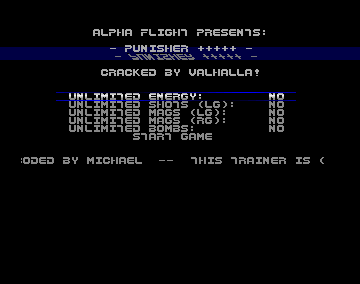 ALPHA FLIGHT PRESENTS:
- PUNISHER +++++ -
- PUNISHER +++++ -
CRACKED BY VALHALLA!
UNLIMITED ENERGY: NO
UNLIMITED SHOTS (LG): NO
UNLIMITED MAGS (LG): NO
UNLIMITED MAGS (RG): NO
UNLIMITED BOMBS: NO
START GAME
ODED BY MICHAEL -- THIS TRAINER IS (